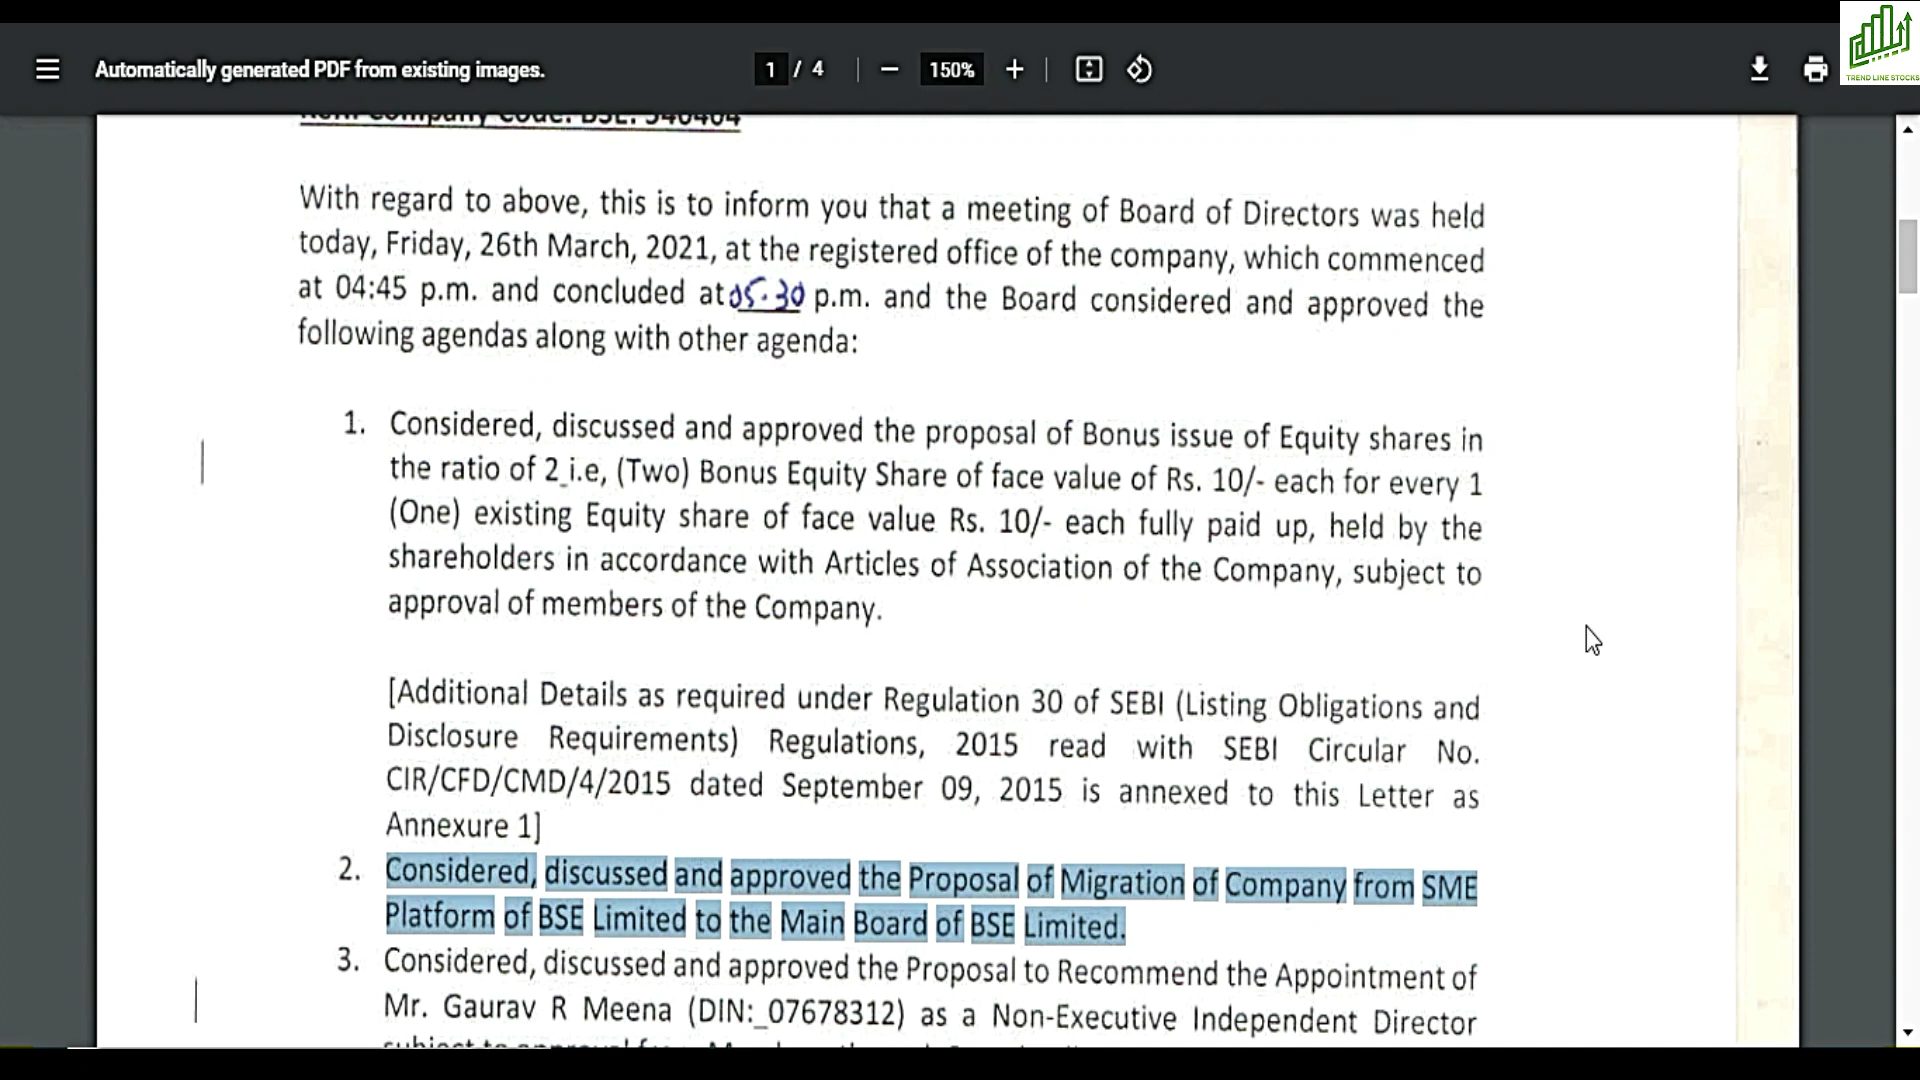 TREND LINE STOCKS
Automatically generated PDF from existing images.
1 / 4
150%
Company Code: BSE: 540404
With regard to above, this is to inform you that a meeting of Board of Directors was held
today, Friday, 26th March, 2021, at the registered office of the company, which commenced
at 04:45 p.m. and concluded at 05.30 p.m. and the Board considered and approved the
following agendas along with other agenda:
1. Considered, discussed and approved the proposal of Bonus issue of Equity shares in
the ratio of 2 i.e, (Two) Bonus Equity Share of face value of Rs. 10/- each for every 1
(One) existing Equity share of face value Rs. 10/- each fully paid up, held by the
shareholders in accordance with Articles of Association of the Company, subject to
approval of members of the Company.
[Additional Details as required under Regulation 30 of SEBI (Listing Obligations and
Disclosure Requirements) Regulations, 2015 read with SEBI Circular No.
CIR/CFD/CMD/4/2015 dated September 09, 2015 is annexed to this Letter as
Annexure 1]
2. Considered, discussed and approved the Proposal of Migration of Company from SME
Platform of BSE Limited to the Main Board of BSE Limited.
3. Considered, discussed and approved the Proposal to Recommend the Appointment of
Mr. Gaurav R Meena (DIN: 07678312) as a Non-Executive Independent Director
subject to approval